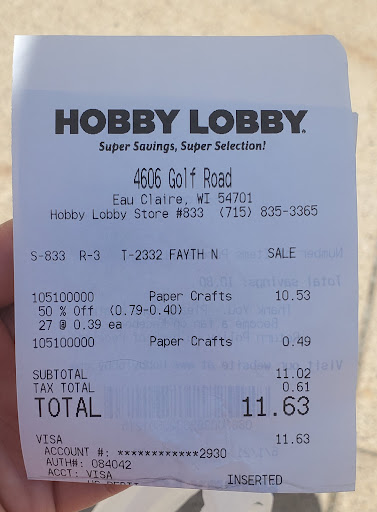 HOBBY LOBBY.
Super Savings, Super Selection!
4606 Golf Road
Eau Claire, WI 54701
Hobby Lobby Store #833 (715) 835-3365
S-833 R-3 T-2332 FAYTH N SALE
105100000 Paper Crafts 10.53
50 % Off (0.79-0.40)
27 @ 0.39 ea
105100000 Paper Crafts 0.49
SUBTOTAL 11.02
TAX TOTAL 0.61
TOTAL 11.63
VISA 11.63
ACCOUNT #: ************2930
AUTH#: 084042
ACCT: VISA INSERTED